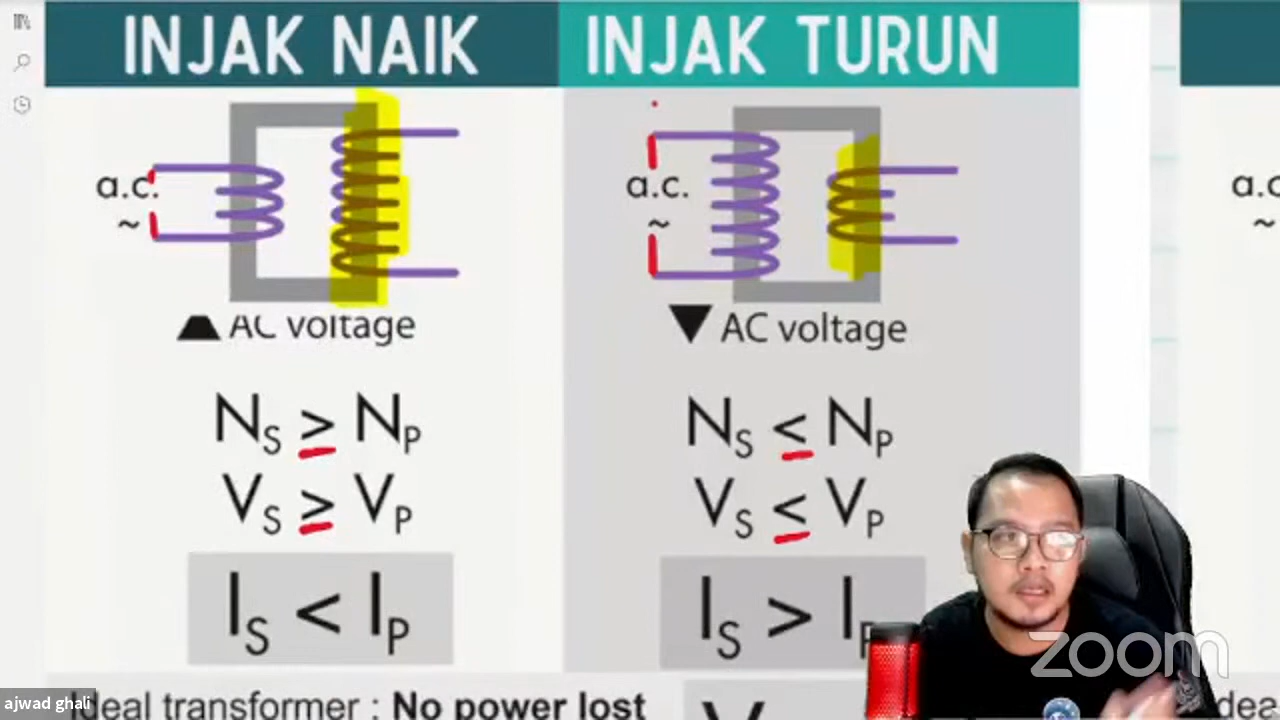 INJAK NAIK
INJAK TURUN
a.c.
~
a.c.
~
a.c
~
▲ AC voltage
▼ AC voltage
NS > NP
NS < NP
VS > VP
VS < VP
IS < IP
IS > IP
zoom
ajwad ghali
Ideal transformer : No power lost
V